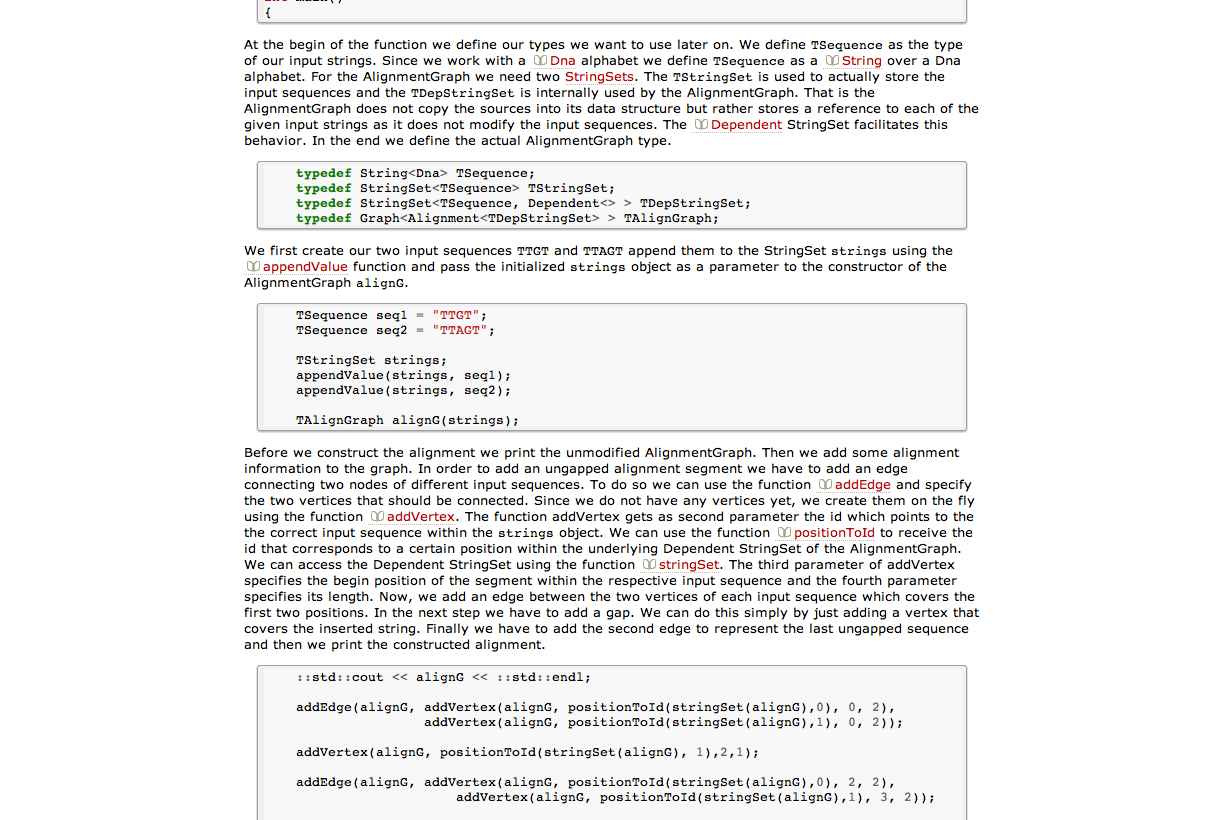 {
At the begin of the function we define our types we want to use later on. We define TSequence as the type
of our input strings. Since we work with a Dna alphabet we define TSequence as a String over a Dna
alphabet. For the AlignmentGraph we need two StringSets. The TStringSet is used to actually store the
input sequences and the TDepStringSet is internally used by the AlignmentGraph. That is the
AlignmentGraph does not copy the sources into its data structure but rather stores a reference to each of the
given input strings as it does not modify the input sequences. The Dependent StringSet facilitates this
behavior. In the end we define the actual AlignmentGraph type.
typedef String<Dna> TSequence;
typedef StringSet<TSequence> TStringSet;
typedef StringSet<TSequence, Dependent<> > TDepStringSet;
typedef Graph<Alignment<TDepStringSet> > TAlignGraph;
We first create our two input sequences TTGT and TTAGT append them to the StringSet strings using the
appendValue function and pass the initialized strings object as a parameter to the constructor of the
AlignmentGraph alignG.
TSequence seq1 = "TTGT";
TSequence seq2 = "TTAGT";
TStringSet strings;
appendValue(strings, seq1);
appendValue(strings, seq2);
TAlignGraph alignG(strings);
Before we construct the alignment we print the unmodified AlignmentGraph. Then we add some alignment
information to the graph. In order to add an ungapped alignment segment we have to add an edge
connecting two nodes of different input sequences. To do so we can use the function addEdge and specify
the two vertices that should be connected. Since we do not have any vertices yet, we create them on the fly
using the function addVertex. The function addVertex gets as second parameter the id which points to the
the correct input sequence within the strings object. We can use the function positionToId to receive the
id that corresponds to a certain position within the underlying Dependent StringSet of the AlignmentGraph.
We can access the Dependent StringSet using the function stringSet. The third parameter of addVertex
specifies the begin position of the segment within the respective input sequence and the fourth parameter
specifies its length. Now, we add an edge between the two vertices of each input sequence which covers the
first two positions. In the next step we have to add a gap. We can do this simply by just adding a vertex that
covers the inserted string. Finally we have to add the second edge to represent the last ungapped sequence
and then we print the constructed alignment.
::std::cout << alignG << ::std::endl;
addEdge(alignG, addVertex(alignG, positionToId(stringSet(alignG),0), 0, 2),
addVertex(alignG, positionToId(stringSet(alignG),1), 0, 2));
addVertex(alignG, positionToId(stringSet(alignG), 1),2,1);
addEdge(alignG, addVertex(alignG, positionToId(stringSet(alignG),0), 2, 2),
addVertex(alignG, positionToId(stringSet(alignG),1), 3, 2));